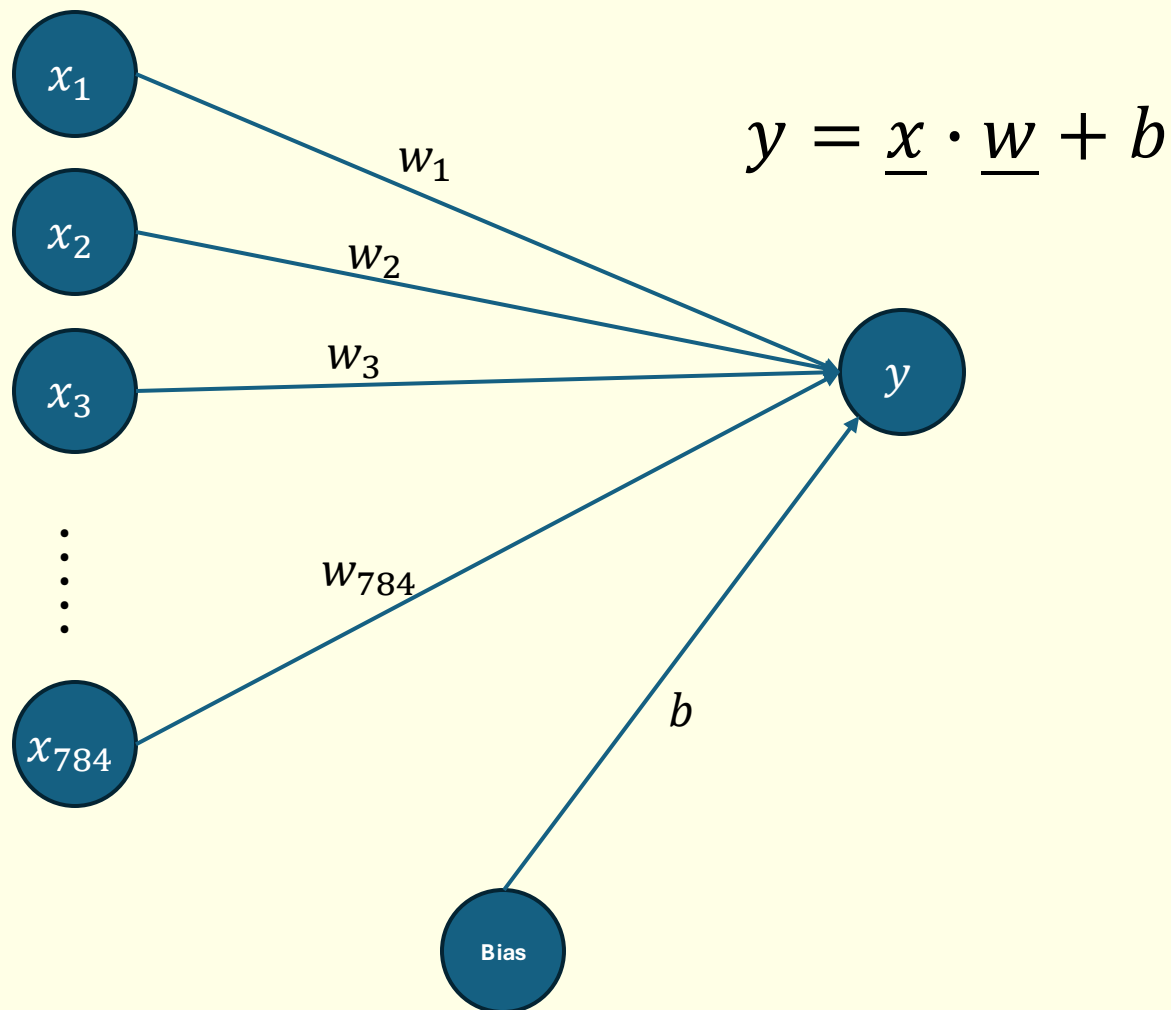 x₁
w₁
y = x · w + b
x₂
w₂
x₃
w₃
y
w₇₈₄
x₇₈₄
b
Bias